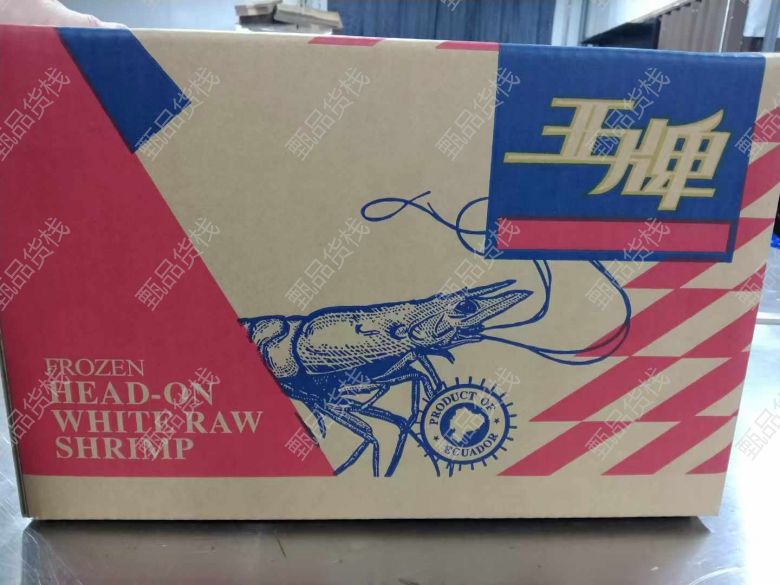 王牌
FROZEN
HEAD-ON
WHITE RAW
SHRIMP
PRODUCT OF
ECUADOR
甄品货栈